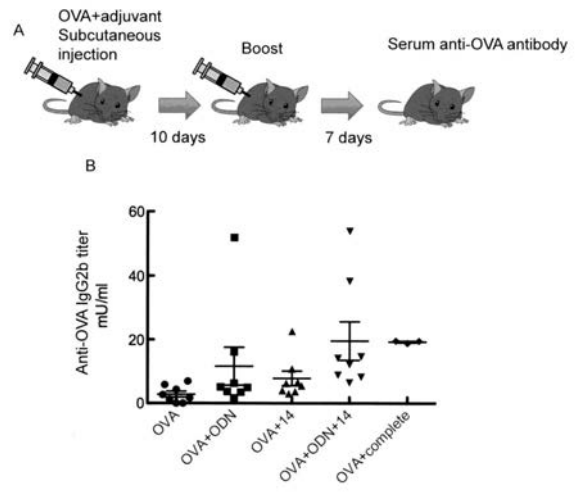 A
OVA+adjuvant
Subcutaneous
injection
Boost
Serum anti-OVA antibody
10 days
7 days
B
Anti-OVA IgG2b titer
mU/ml
60
40
20
0
OVA
OVA+ODN
OVA+14
OVA+ODN+14
OVA+complete